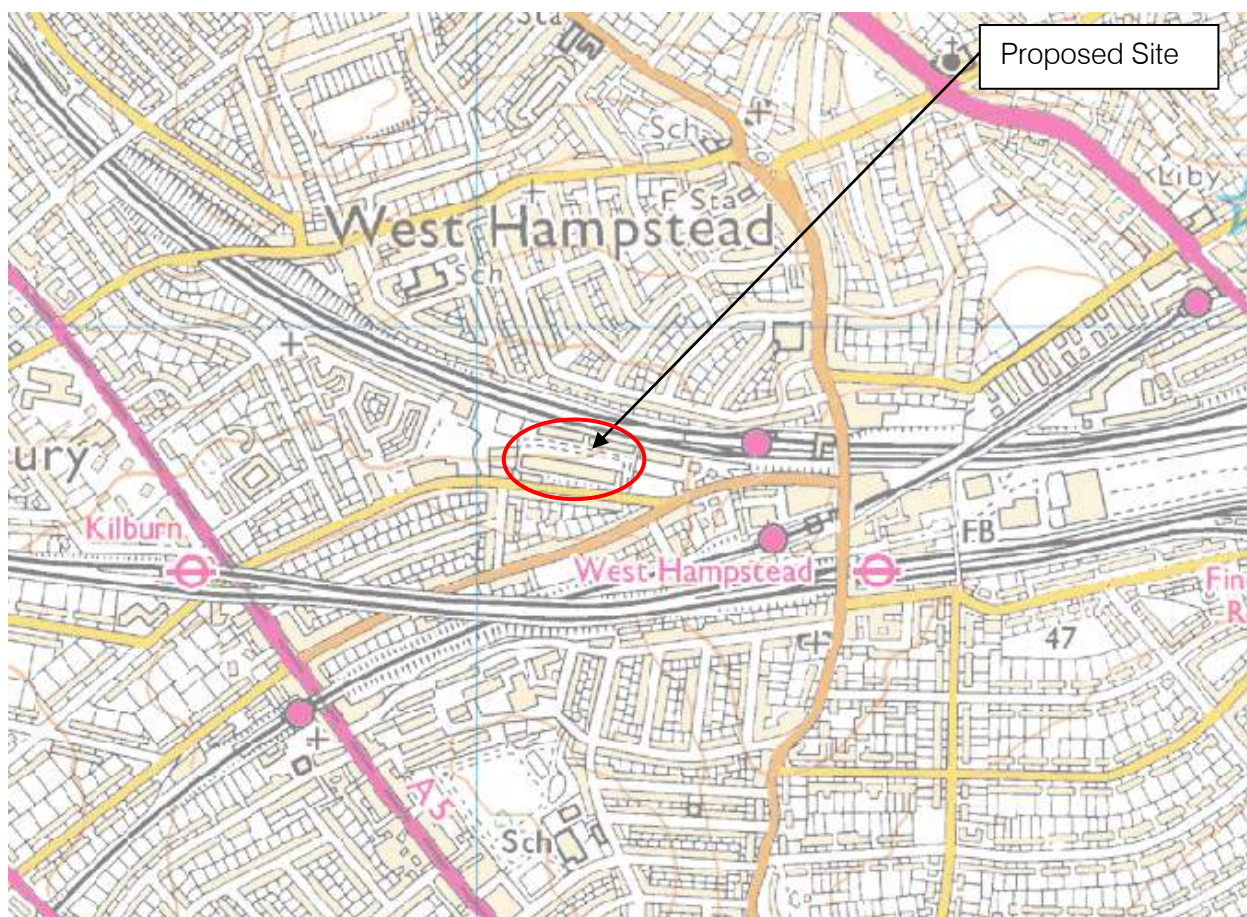 Sta
Proposed Site
Sch
Liby
F Sta
West Hampstead
Sch
ury
Kilburn
FB
West Hampstead
Fin
R
47
A5
Sch